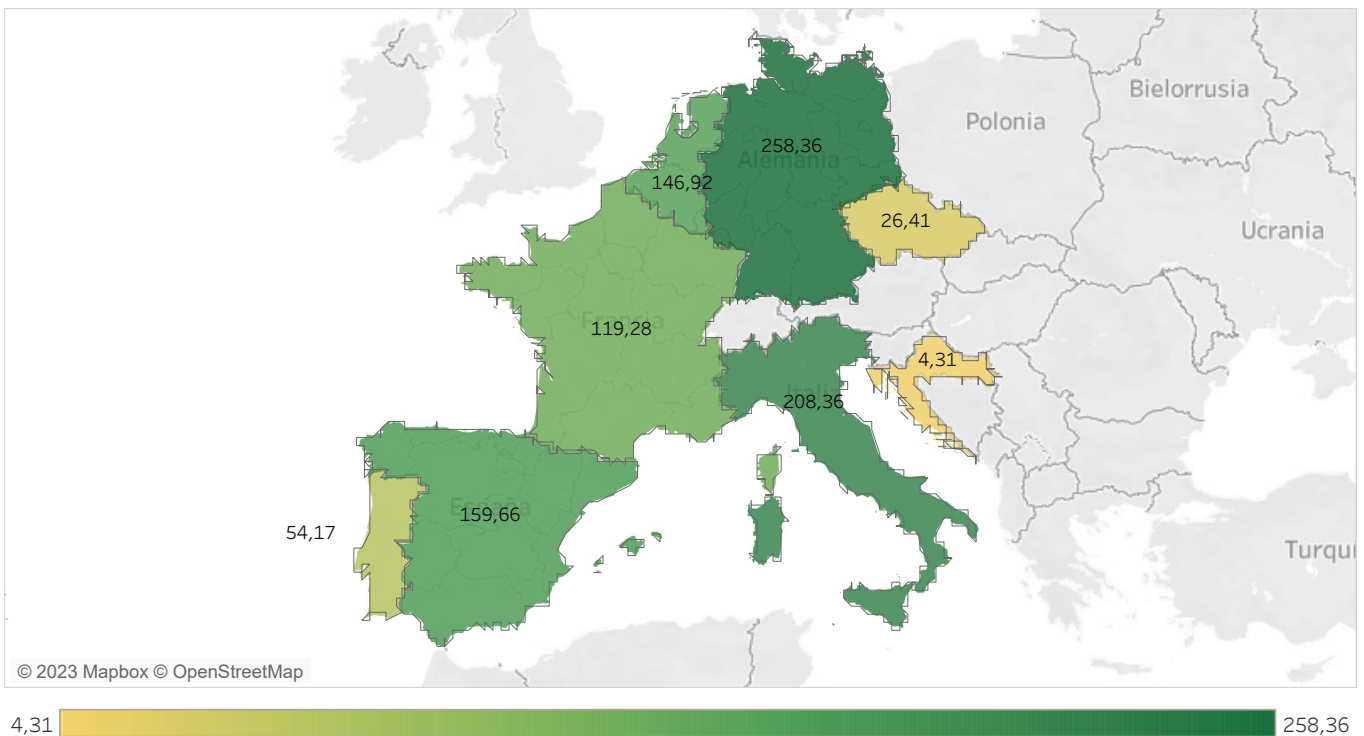 Bielorrusia
Polonia
258,36
Alemania
146,92
26,41
Ucrania
Francia
119,28
4,31
Italia
208,36
España
159,66
54,17
Turquí
© 2023 Mapbox © OpenStreetMap
4,31
258,36